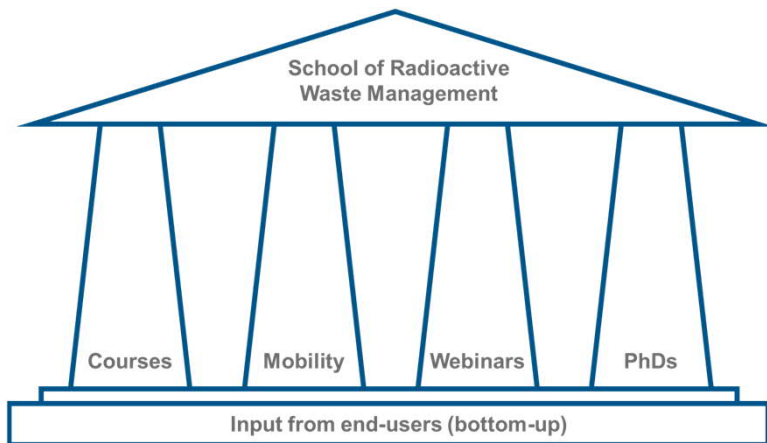 School of Radioactive
Waste Management
Courses
Mobility
Webinars
PhDs
Input from end-users (bottom-up)